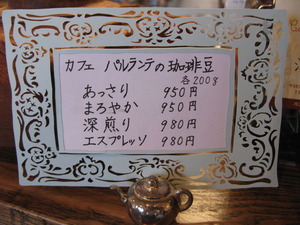 カフェ パルランテの珈琲豆
各200g
あっさり 950円
まろやか 950円
深煎り 980円
エスプレッソ 980円